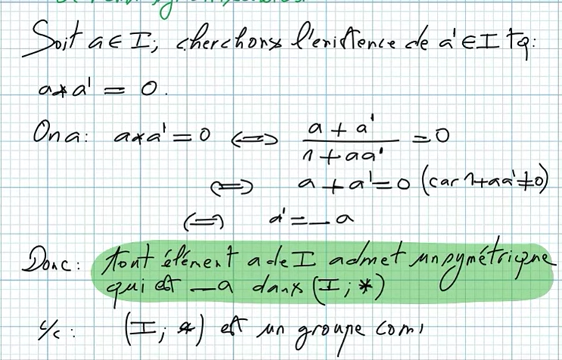 Soit a ∈ I; cherchons l'existence de a' ∈ I tq:
a * a' = 0.
On a: a * a' = 0 ⟺ (a + a')/(1 + aa') = 0
⟺ a + a' = 0 (car 1+aa' ≠ 0)
⟺ a' = -a
Donc: tout élément a de I admet un symétrique
qui est -a dans (I; *)
c/c: (I; *) est un groupe com